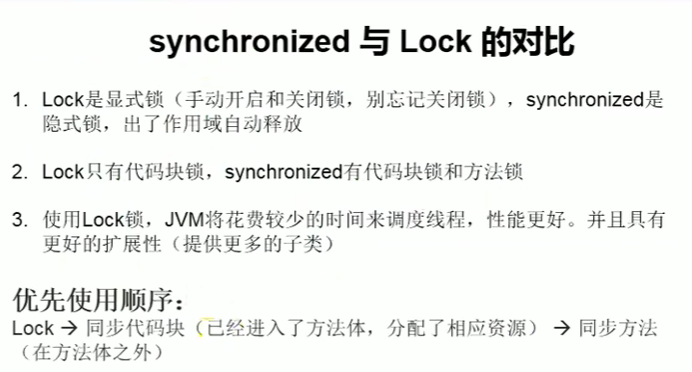 synchronized 与 Lock 的对比
1. Lock是显式锁（手动开启和关闭锁，别忘记关闭锁），synchronized是
隐式锁，出了作用域自动释放
2. Lock只有代码块锁，synchronized有代码块锁和方法锁
3. 使用Lock锁，JVM将花费较少的时间来调度线程，性能更好。并且具有
更好的扩展性（提供更多的子类）
优先使用顺序：
Lock → 同步代码块（已经进入了方法体，分配了相应资源） → 同步方法
（在方法体之外）